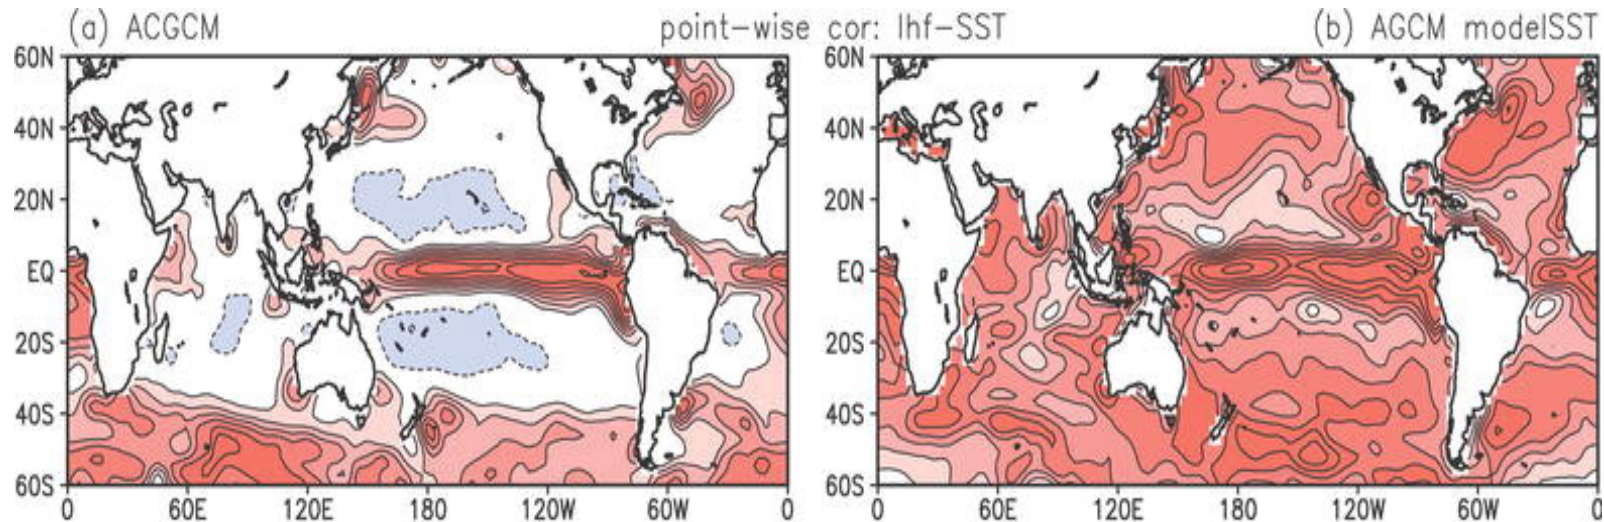 (a) ACGCM point-wise cor: lhf-SST (b) AGCM modelSST
60N
40N
20N
EQ
20S
40S
60S
0 60E 120E 180 120W 60W 0
60N
40N
20N
EQ
20S
40S
60S
0 60E 120E 180 120W 60W 0